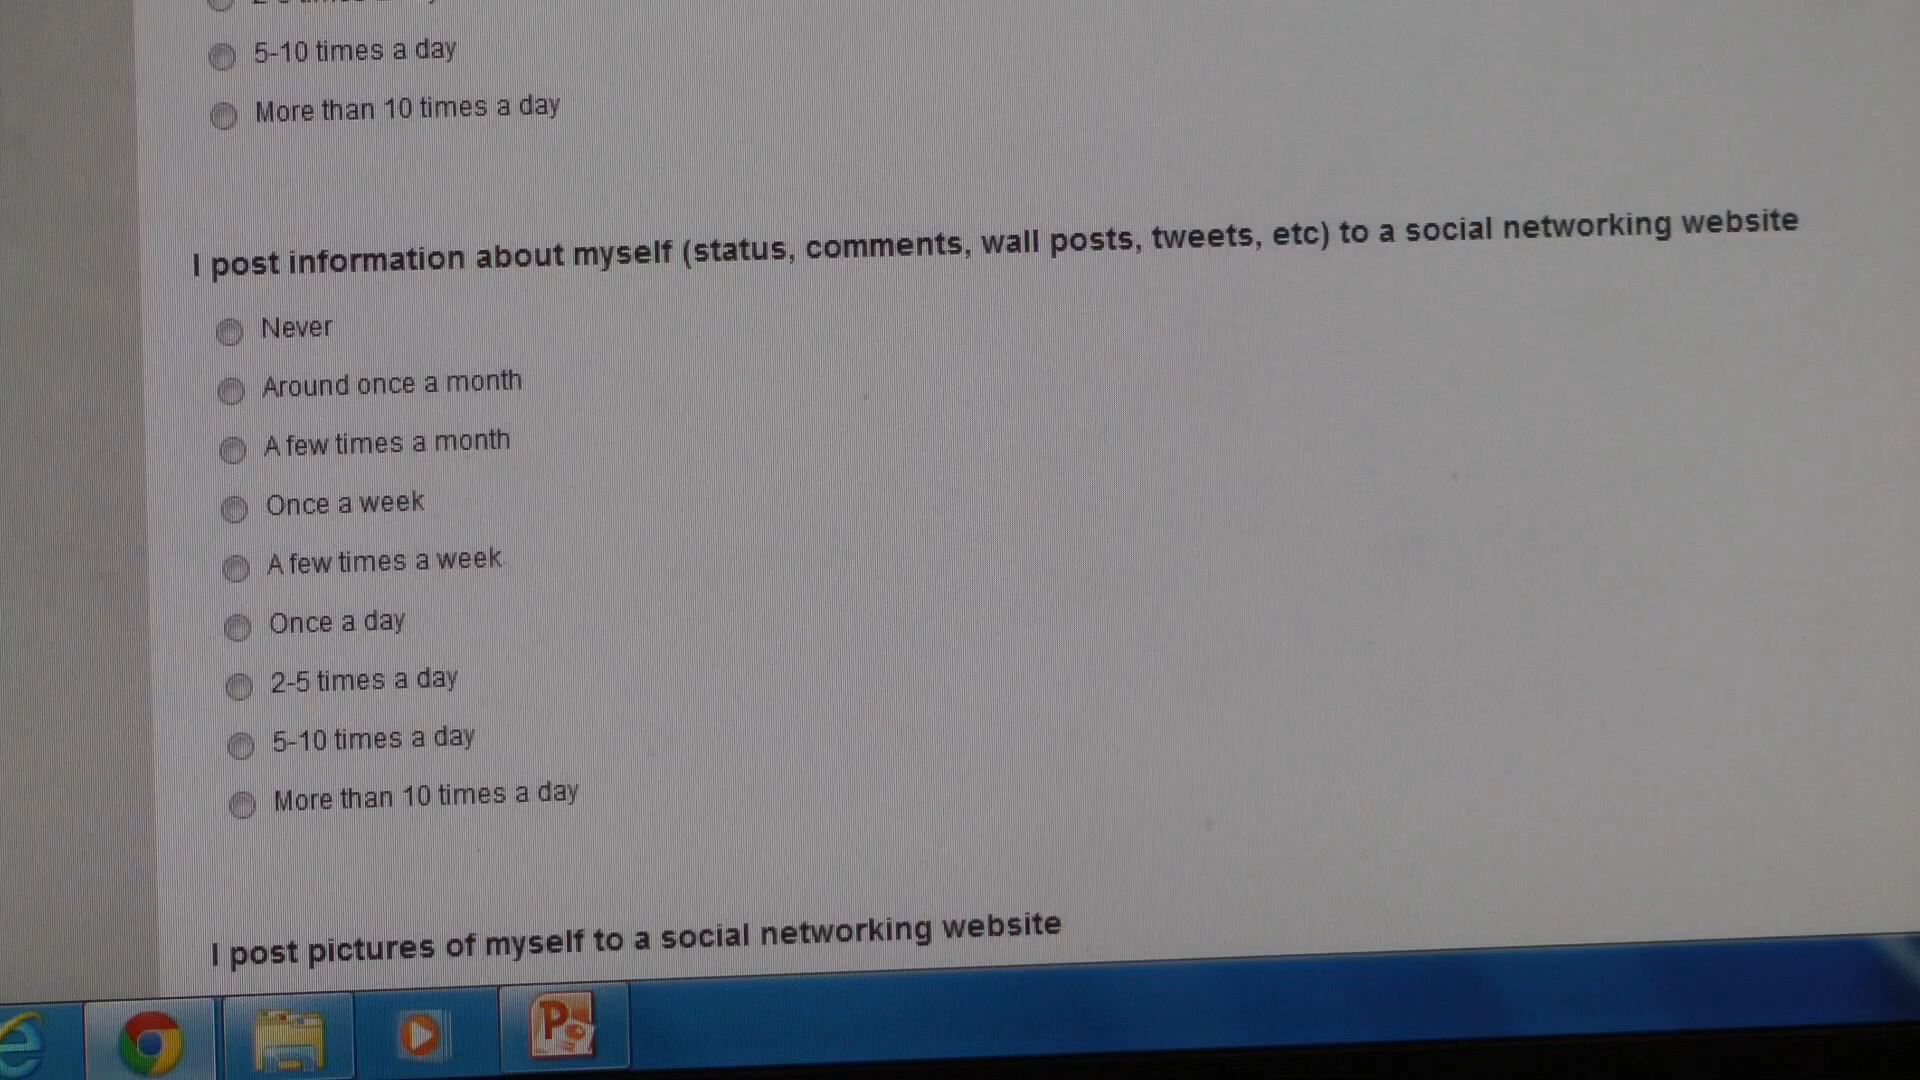 5-10 times a day
More than 10 times a day
I post information about myself (status, comments, wall posts, tweets, etc) to a social networking website
Never
Around once a month
A few times a month
Once a week
A few times a week
Once a day
2-5 times a day
5-10 times a day
More than 10 times a day
I post pictures of myself to a social networking website